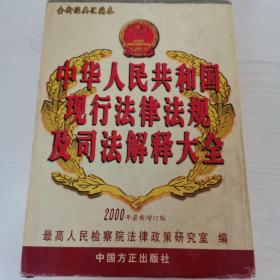 中华人民共和国
现行法律法规
及司法解释大全
2000年最新增订版
最高人民检察院法律政策研究室 编
中国方正出版社